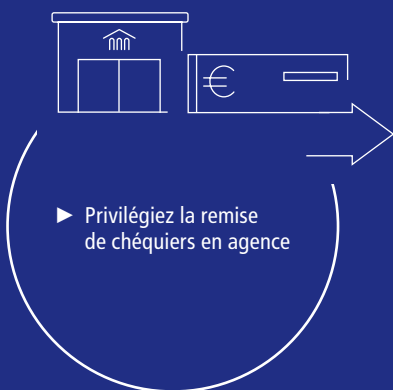 €
► Privilégiez la remise
de chéquiers en agence